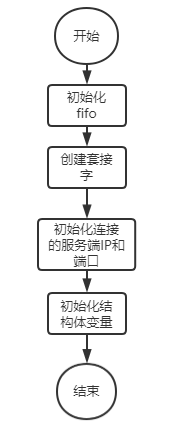 开始
初始化
fifo
创建套接
字
初始化连接
的服务端IP和
端口
初始化结
构体变量
结束